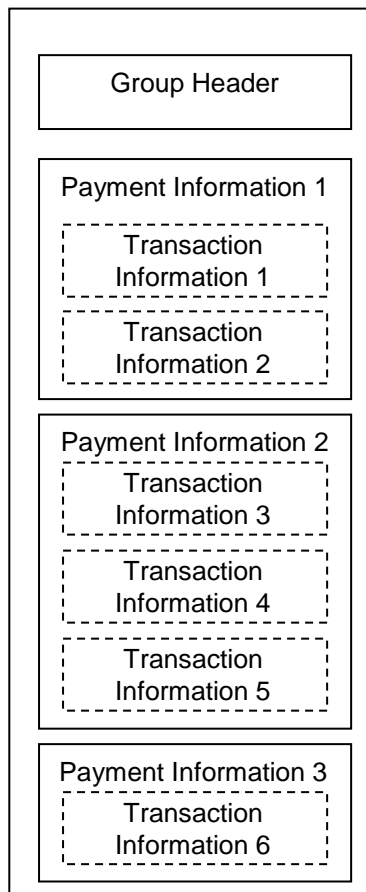 Group Header
Payment Information 1
Transaction
Information 1
Transaction
Information 2
Payment Information 2
Transaction
Information 3
Transaction
Information 4
Transaction
Information 5
Payment Information 3
Transaction
Information 6